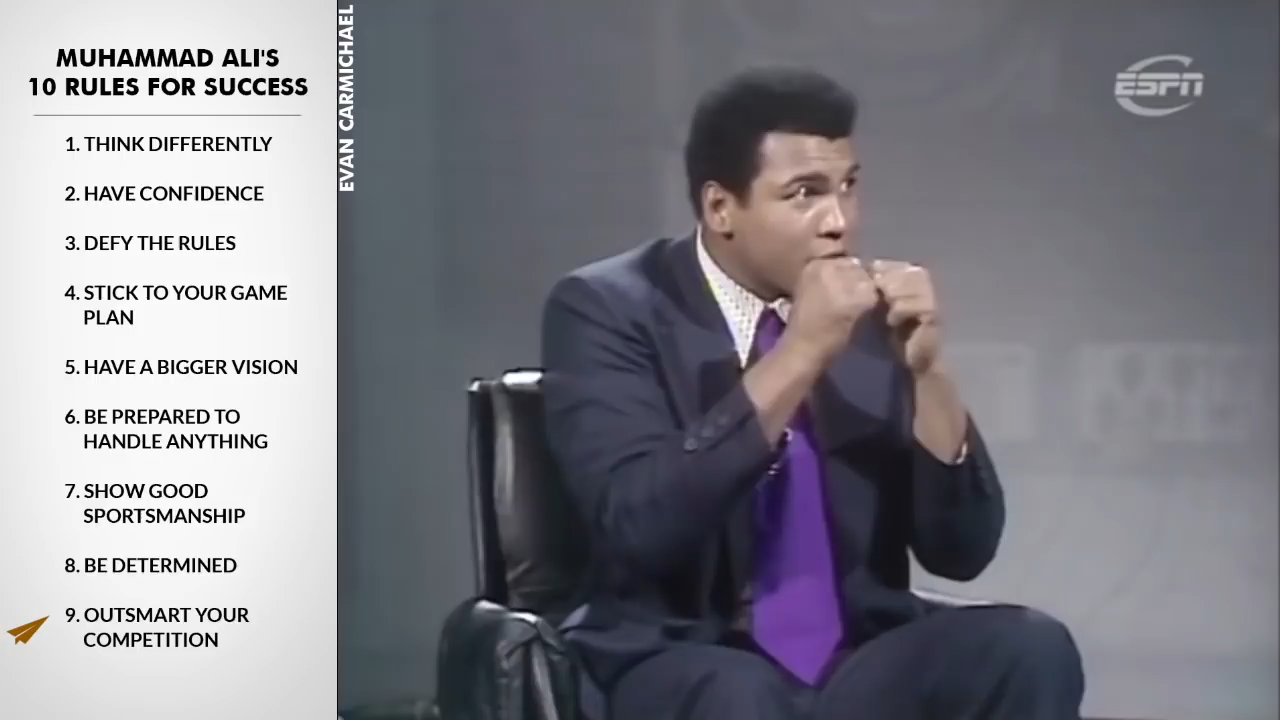 MUHAMMAD ALI'S
10 RULES FOR SUCCESS
1. THINK DIFFERENTLY
2. HAVE CONFIDENCE
3. DEFY THE RULES
4. STICK TO YOUR GAME
PLAN
5. HAVE A BIGGER VISION
6. BE PREPARED TO
HANDLE ANYTHING
7. SHOW GOOD
SPORTSMANSHIP
8. BE DETERMINED
9. OUTSMART YOUR
COMPETITION
EVAN CARMICHAEL
ESPN